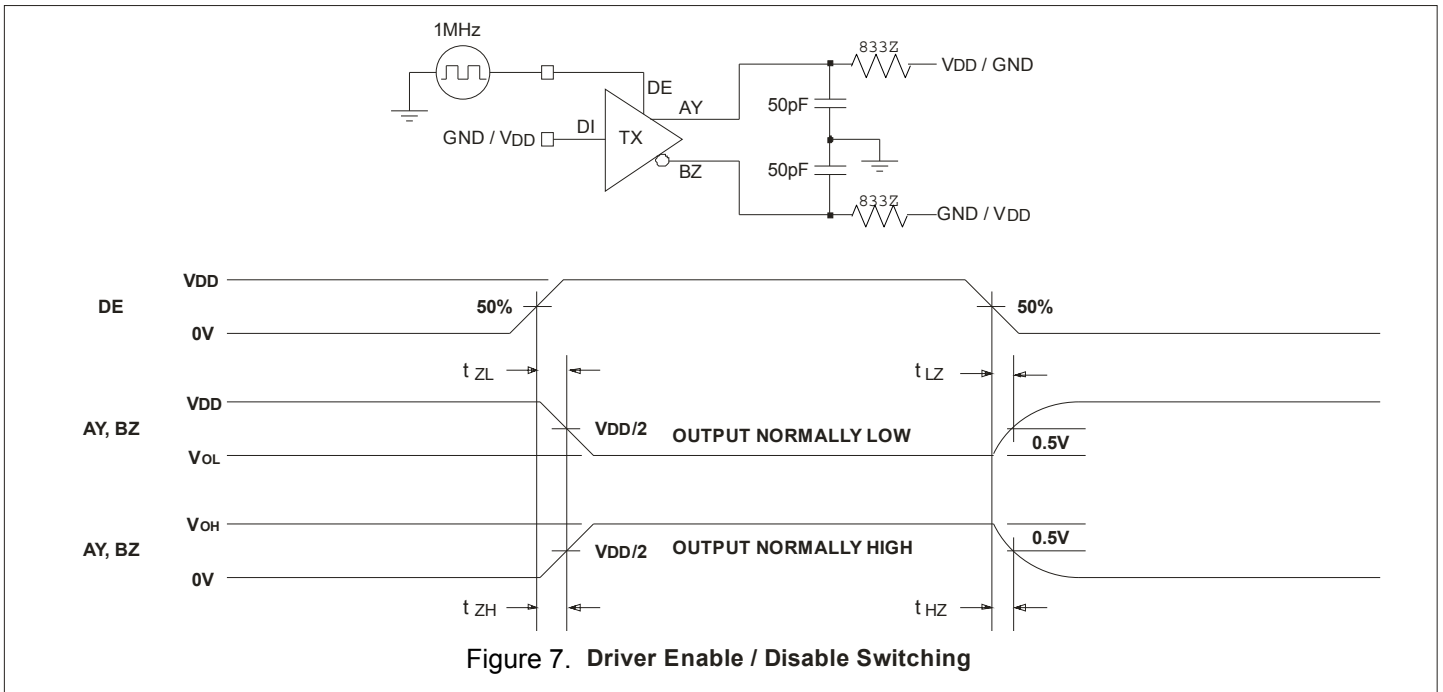 1MHz
833Z
VDD / GND
DE
AY
50pF
GND / VDD
DI
TX
50pF
BZ
833Z
GND / VDD
VDD
DE
50%
50%
0V
t ZL
t LZ
VDD
AY, BZ
VDD/2
OUTPUT NORMALLY LOW
0.5V
VOL
VOH
0.5V
AY, BZ
VDD/2
OUTPUT NORMALLY HIGH
0V
t ZH
t HZ
Figure 7. Driver Enable / Disable Switching